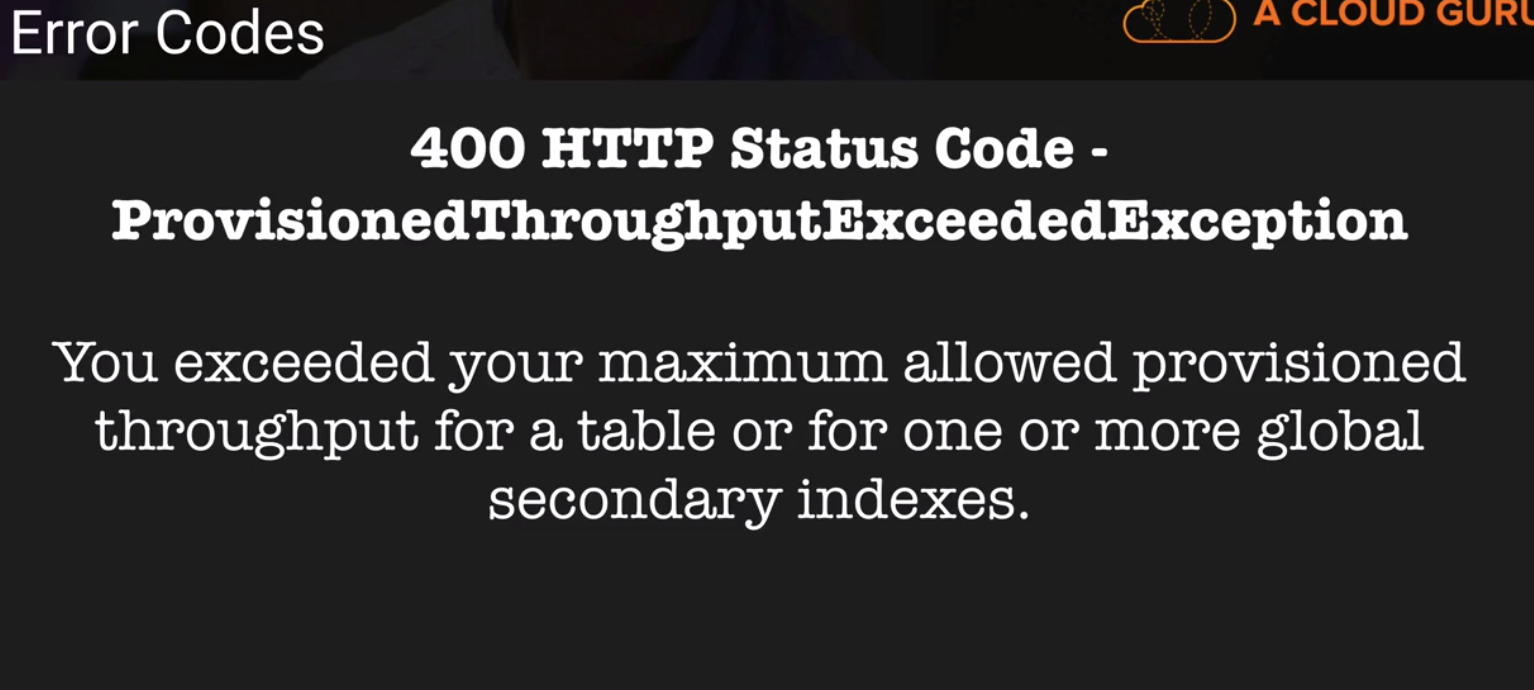 Error Codes
A CLOUD GURU
400 HTTP Status Code -
ProvisionedThroughputExceededException
You exceeded your maximum allowed provisioned
throughput for a table or for one or more global
secondary indexes.